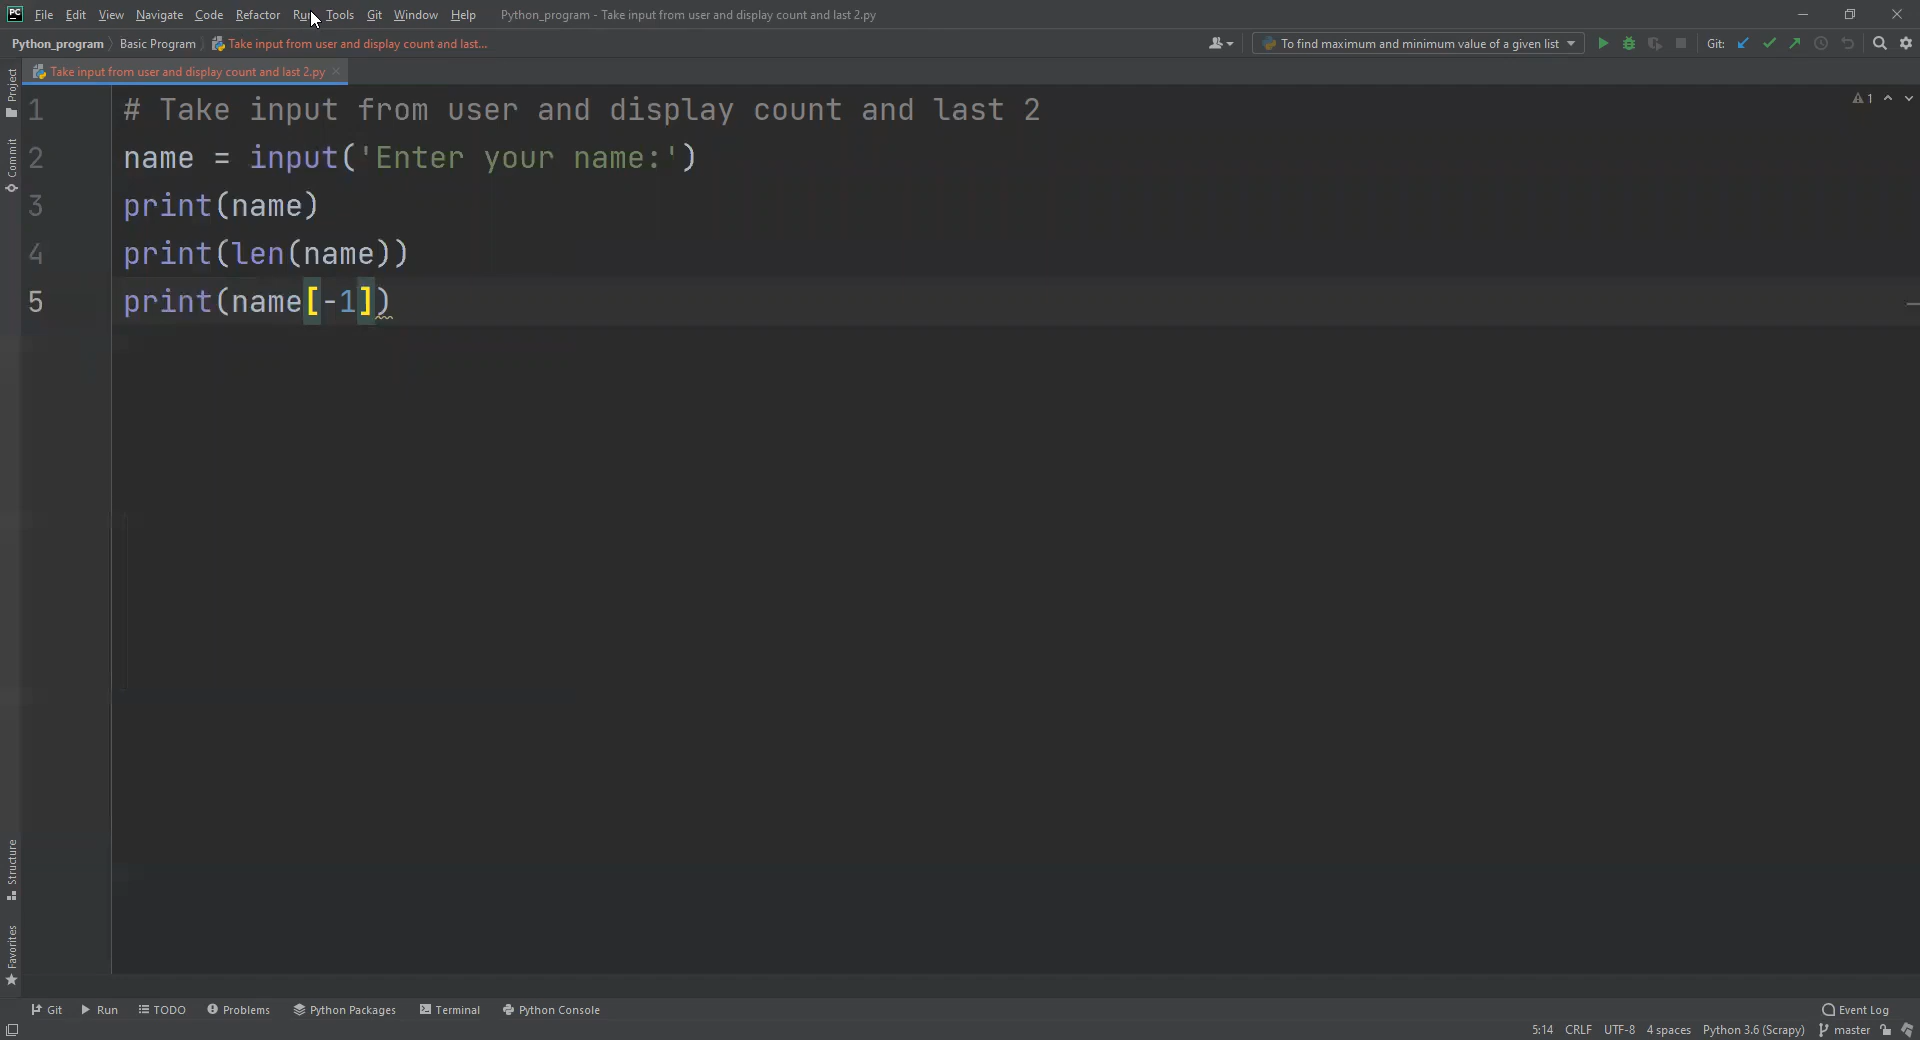 PC File Edit View Navigate Code Refactor Run Tools Git Window Help Python_program - Take input from user and display count and last 2.py
Python_program Basic Program Take input from user and display count and last... To find maximum and minimum value of a given list Git:
Take input from user and display count and last 2.py
Project
Commit
Structure
Favorites
1 # Take input from user and display count and last 2
1
2 name = input('Enter your name:')
3 print(name)
4 print(len(name))
5 print(name[-1])
Git Run TODO Problems Python Packages Terminal Python Console Event Log
5:14 CRLF UTF-8 4 spaces Python 3.6 (Scrapy) master